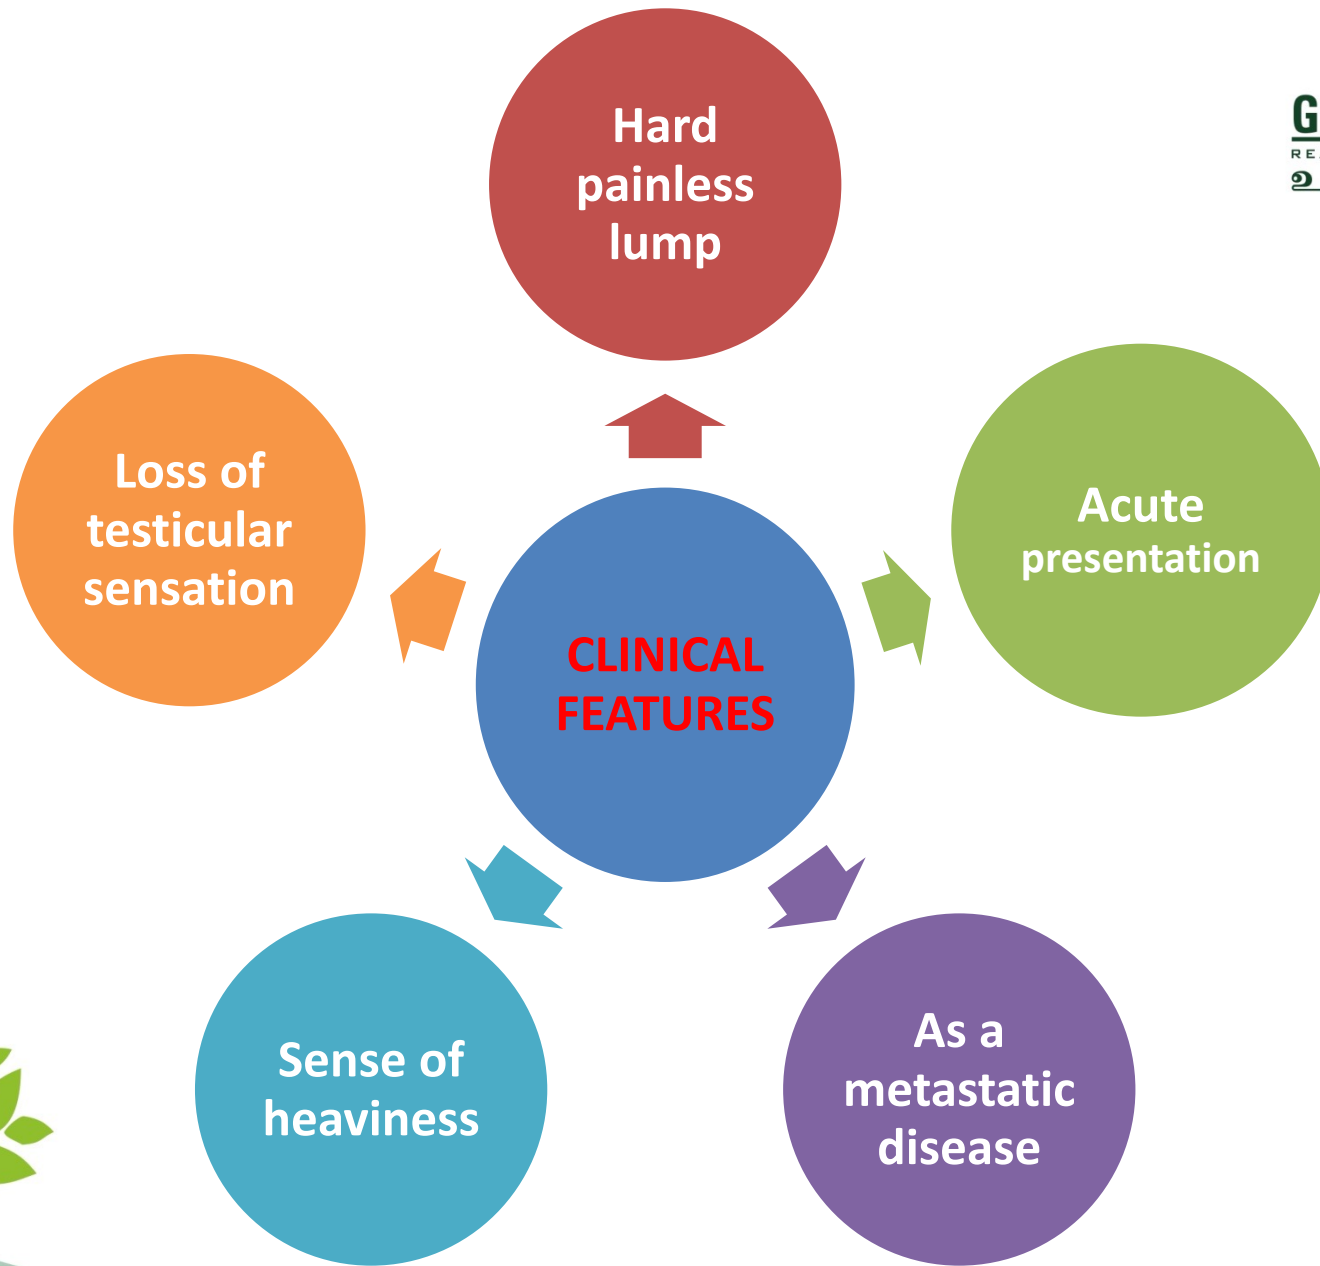 Hard
painless
lump
Acute
presentation
As a
metastatic
disease
Sense of
heaviness
Loss of
testicular
sensation
CLINICAL
FEATURES